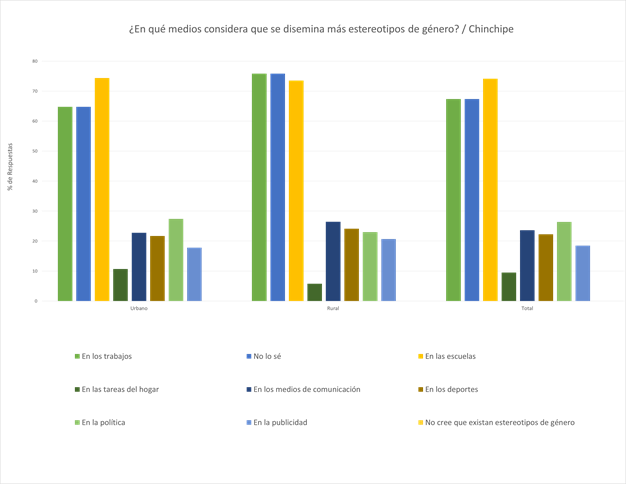 ¿En qué medios considera que se disemina más estereotipos de género? / Chinchipe
% de Respuestas
80
70
60
50
40
30
20
10
0
Urbano Rural Total
En los trabajos No lo sé En las escuelas
En las tareas del hogar En los medios de comunicación En los deportes
En la política En la publicidad No cree que existan estereotipos de género